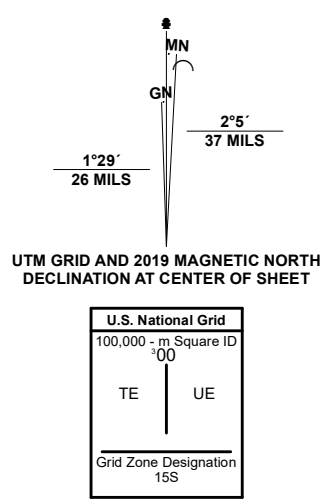 MN
GN
2°5´
37 MILS
1°29´
26 MILS
UTM GRID AND 2019 MAGNETIC NORTH
DECLINATION AT CENTER OF SHEET
U.S. National Grid
100,000 - m Square ID
³00
TE UE
Grid Zone Designation
15S